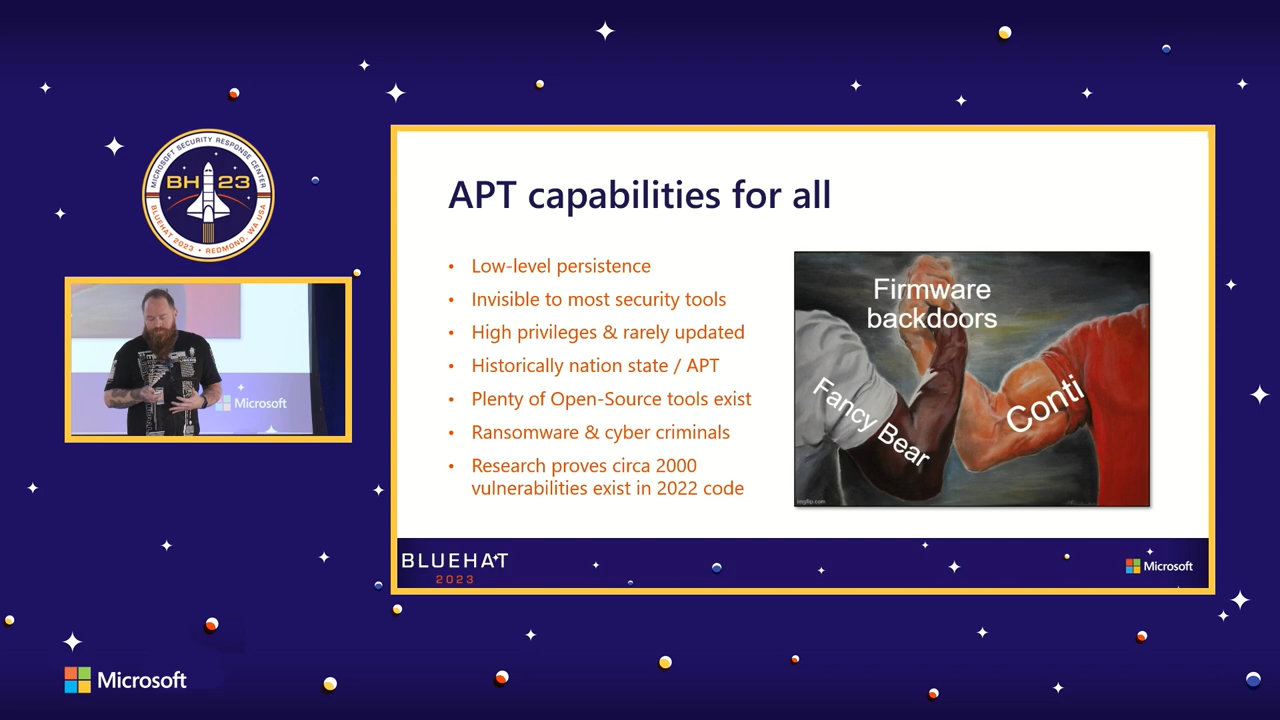 MICROSOFT SECURITY RESPONSE CENTER
BH 23
BLUEHAT 2023 • REDMOND, WA USA
Microsoft
APT capabilities for all
• Low-level persistence
• Invisible to most security tools
• High privileges & rarely updated
• Historically nation state / APT
• Plenty of Open-Source tools exist
• Ransomware & cyber criminals
• Research proves circa 2000
vulnerabilities exist in 2022 code
Firmware
backdoors
Fancy Bear
Conti
imgflip.com
BLUEHAT
2023
Microsoft
Microsoft